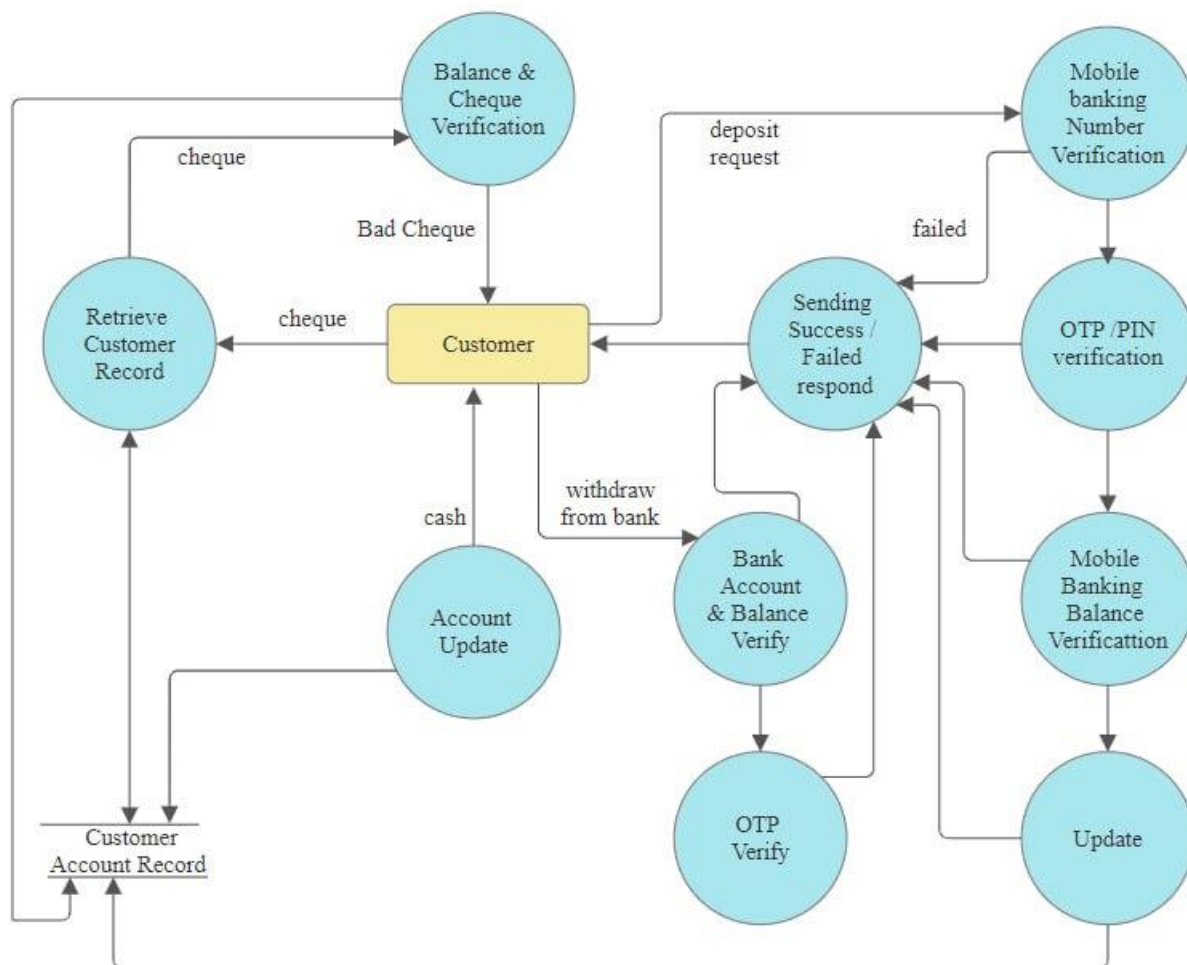 Balance &
Cheque
Verification
Mobile
banking
Number
Verification
deposit
request
cheque
Bad Cheque
failed
Retrieve
Customer
Record
cheque
Customer
Sending
Success /
Failed
respond
OTP /PIN
verification
cash
withdraw
from bank
Account
Update
Bank
Account
& Balance
Verify
Mobile
Banking
Balance
Verificattion
Customer
Account Record
OTP
Verify
Update